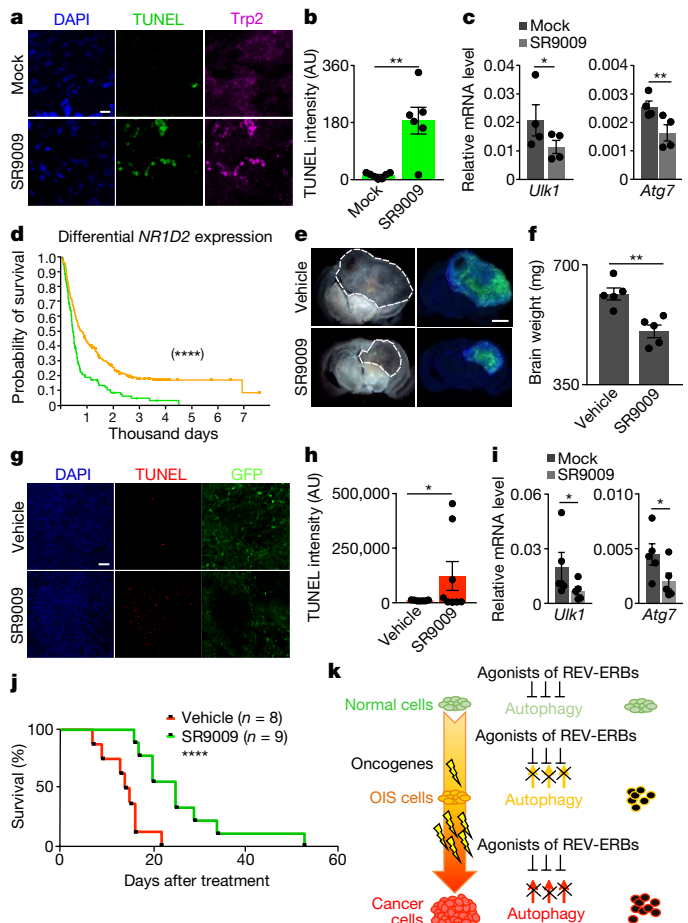 a
DAPI
TUNEL
Trp2
Mock
SR9009
b
TUNEL intensity (AU)
360
180
0
**
Mock
SR9009
c
Mock
SR9009
Relative mRNA level
0.04
0.03
0.02
0.01
0
*
Ulk1
0.004
0.003
0.002
0.001
0
**
Atg7
d
Differential NR1D2 expression
Probability of survival
1.0
0.9
0.8
0.7
0.6
0.5
0.4
0.3
0.2
0.1
0
(****)
1 2 3 4 5 6 7
Thousand days
e
Vehicle
SR9009
f
Brain weight (mg)
700
350
**
Vehicle
SR9009
g
DAPI
TUNEL
GFP
Vehicle
SR9009
h
TUNEL intensity (AU)
500,000
250,000
0
*
Vehicle
SR9009
i
Mock
SR9009
Relative mRNA level
0.06
0.03
0
*
Ulk1
0.010
0.005
0
*
Atg7
j
Survival (%)
100
50
0
Vehicle (n = 8)
SR9009 (n = 9)
****
0 20 40 60
Days after treatment
k
Agonists of REV-ERBs
Normal cells
Autophagy
Agonists of REV-ERBs
Oncogenes
OIS cells
Autophagy
Agonists of REV-ERBs
Cancer
cells
Autophagy